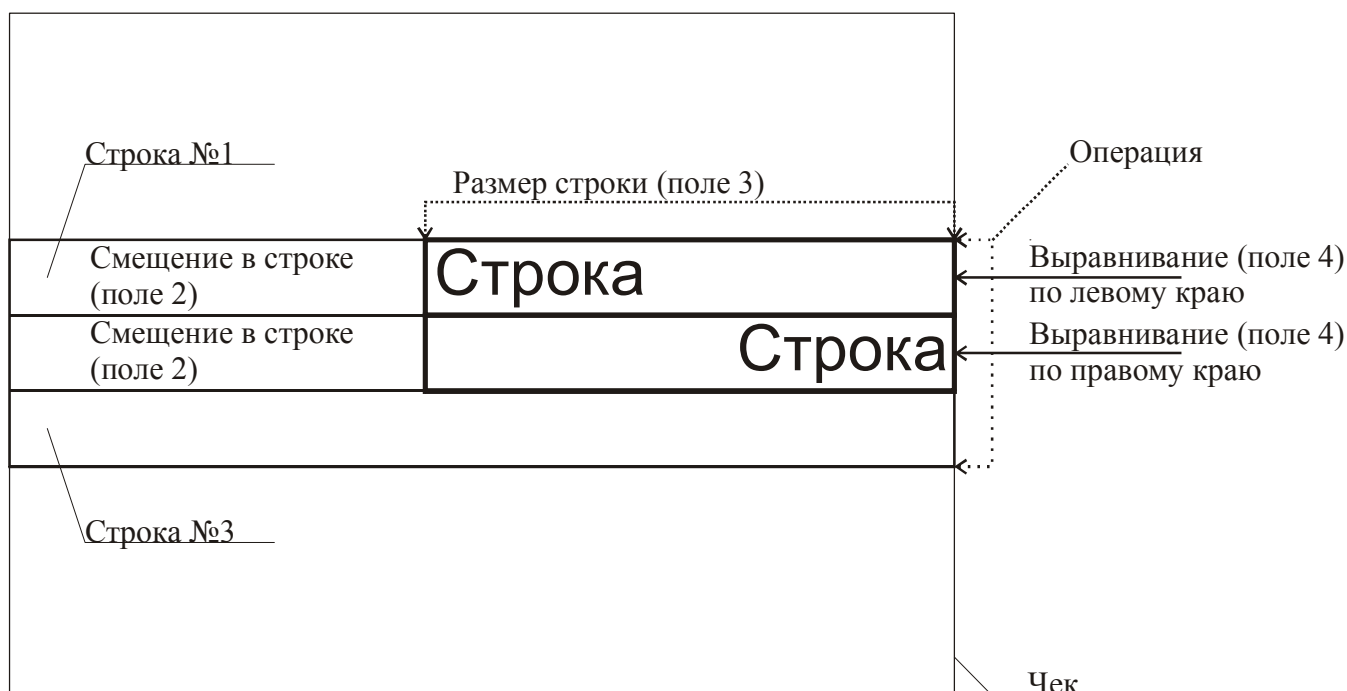 Строка №1
Операция
Размер строки (поле 3)
Смещение в строке
(поле 2)
Строка
Выравнивание (поле 4)
по левому краю
Смещение в строке
(поле 2)
Строка
Выравнивание (поле 4)
по правому краю
Строка №3
Чек